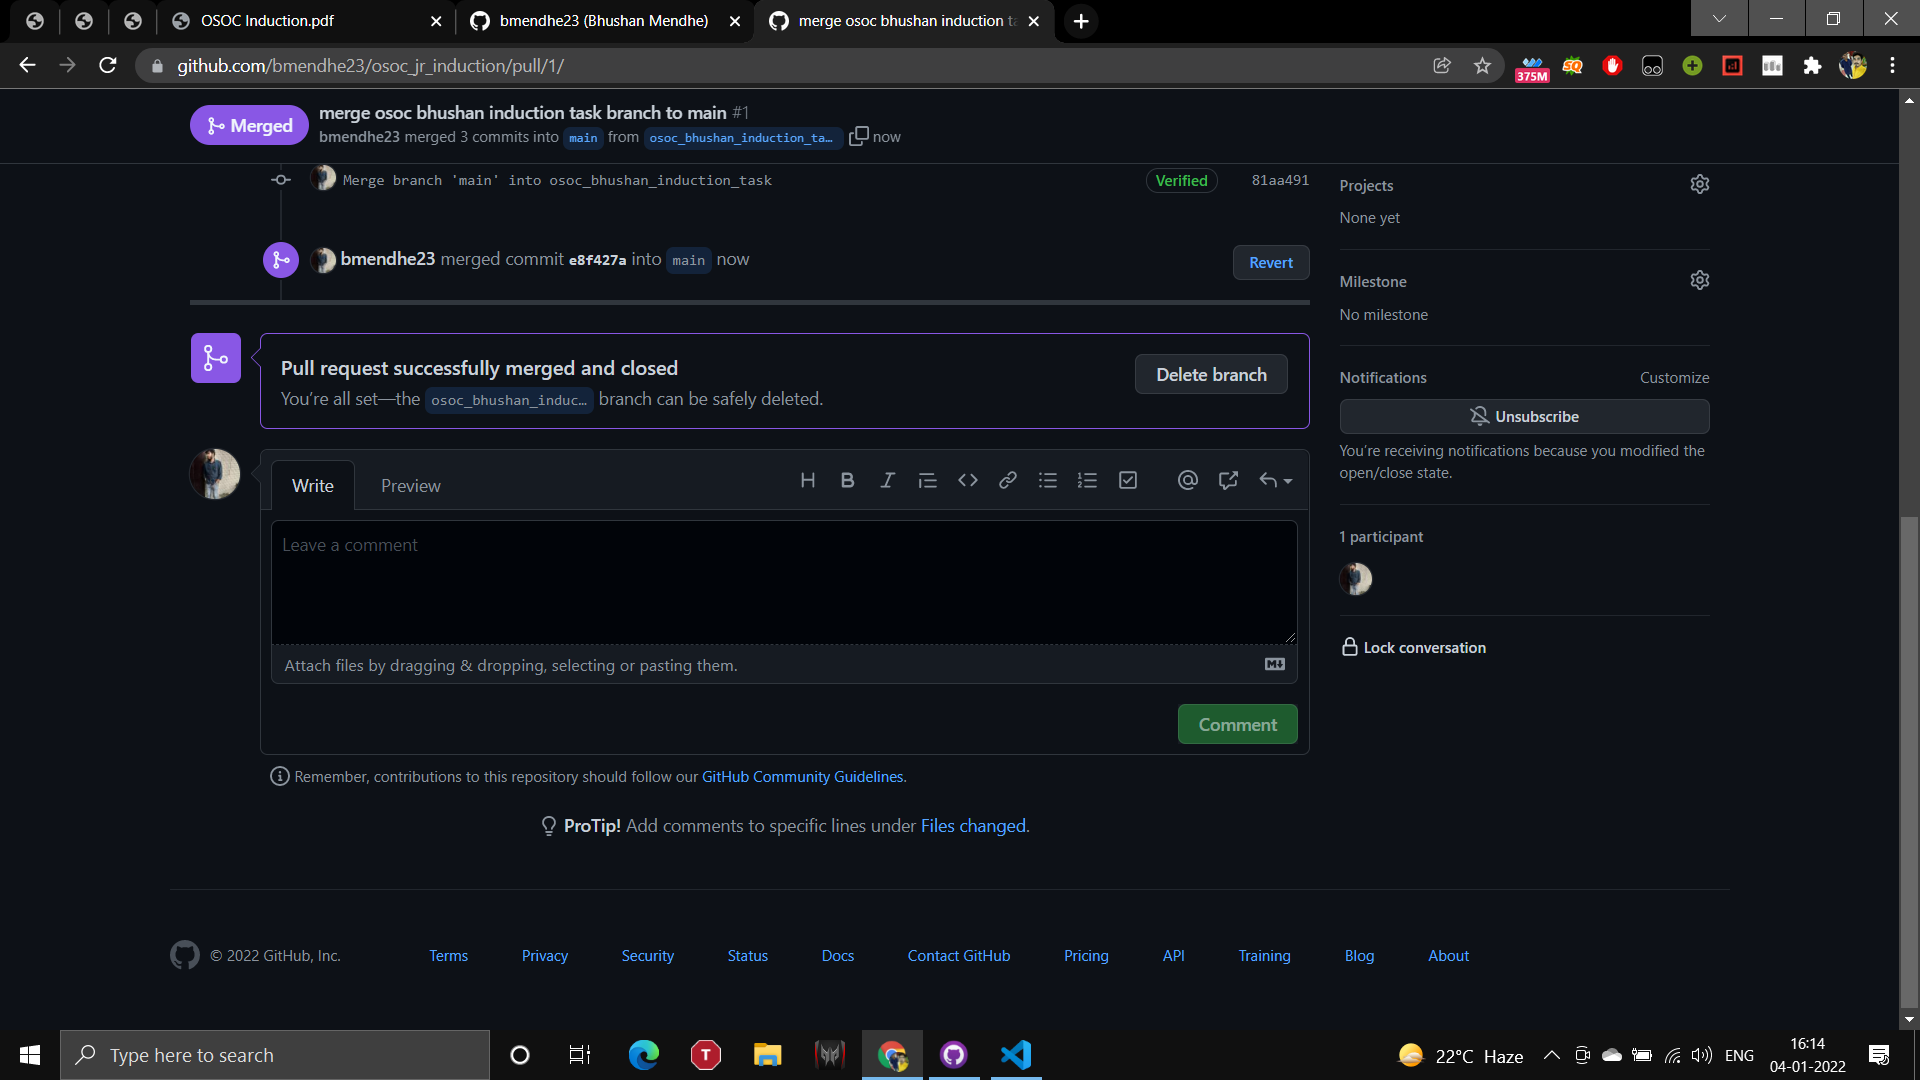 OSOC Induction.pdf
bmendhe23 (Bhushan Mendhe)
merge osoc bhushan induction t
github.com/bmendhe23/osoc_jr_induction/pull/1/
375M
Merged
merge osoc bhushan induction task branch to main #1
bmendhe23 merged 3 commits into main from osoc_bhushan_induction_ta… now
Merge branch 'main' into osoc_bhushan_induction_task
Verified
81aa491
bmendhe23 merged commit e8f427a into main now
Revert
Pull request successfully merged and closed
You're all set—the osoc_bhushan_induc… branch can be safely deleted.
Delete branch
Write
Preview
Leave a comment
Attach files by dragging & dropping, selecting or pasting them.
Comment
Remember, contributions to this repository should follow our GitHub Community Guidelines.
ProTip! Add comments to specific lines under Files changed.
Projects
None yet
Milestone
No milestone
Notifications
Customize
Unsubscribe
You're receiving notifications because you modified the
open/close state.
1 participant
Lock conversation
© 2022 GitHub, Inc.
Terms
Privacy
Security
Status
Docs
Contact GitHub
Pricing
API
Training
Blog
About
Type here to search
22°C Haze
ENG
16:14
04-01-2022